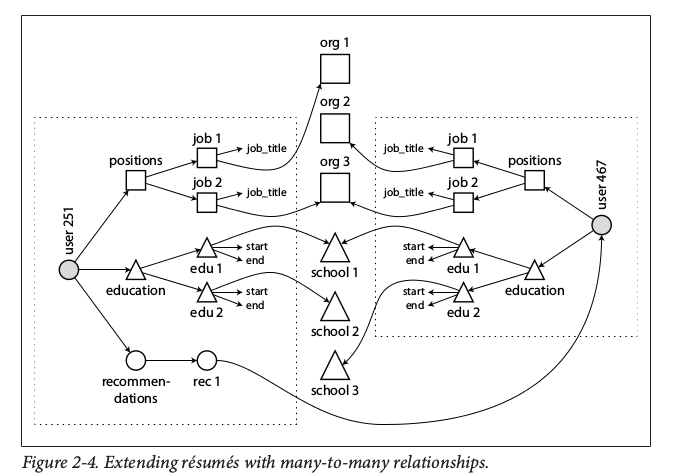 org 1
org 2
org 3
job 1
job_title
positions
job 2
job_title
user 251
start
edu 1
end
education
start
edu 2
end
recommen-
dations
rec 1
school 1
school 2
school 3
job 1
job_title
positions
job 2
job_title
user 467
start
end
edu 1
education
start
end
edu 2
Figure 2-4. Extending résumés with many-to-many relationships.